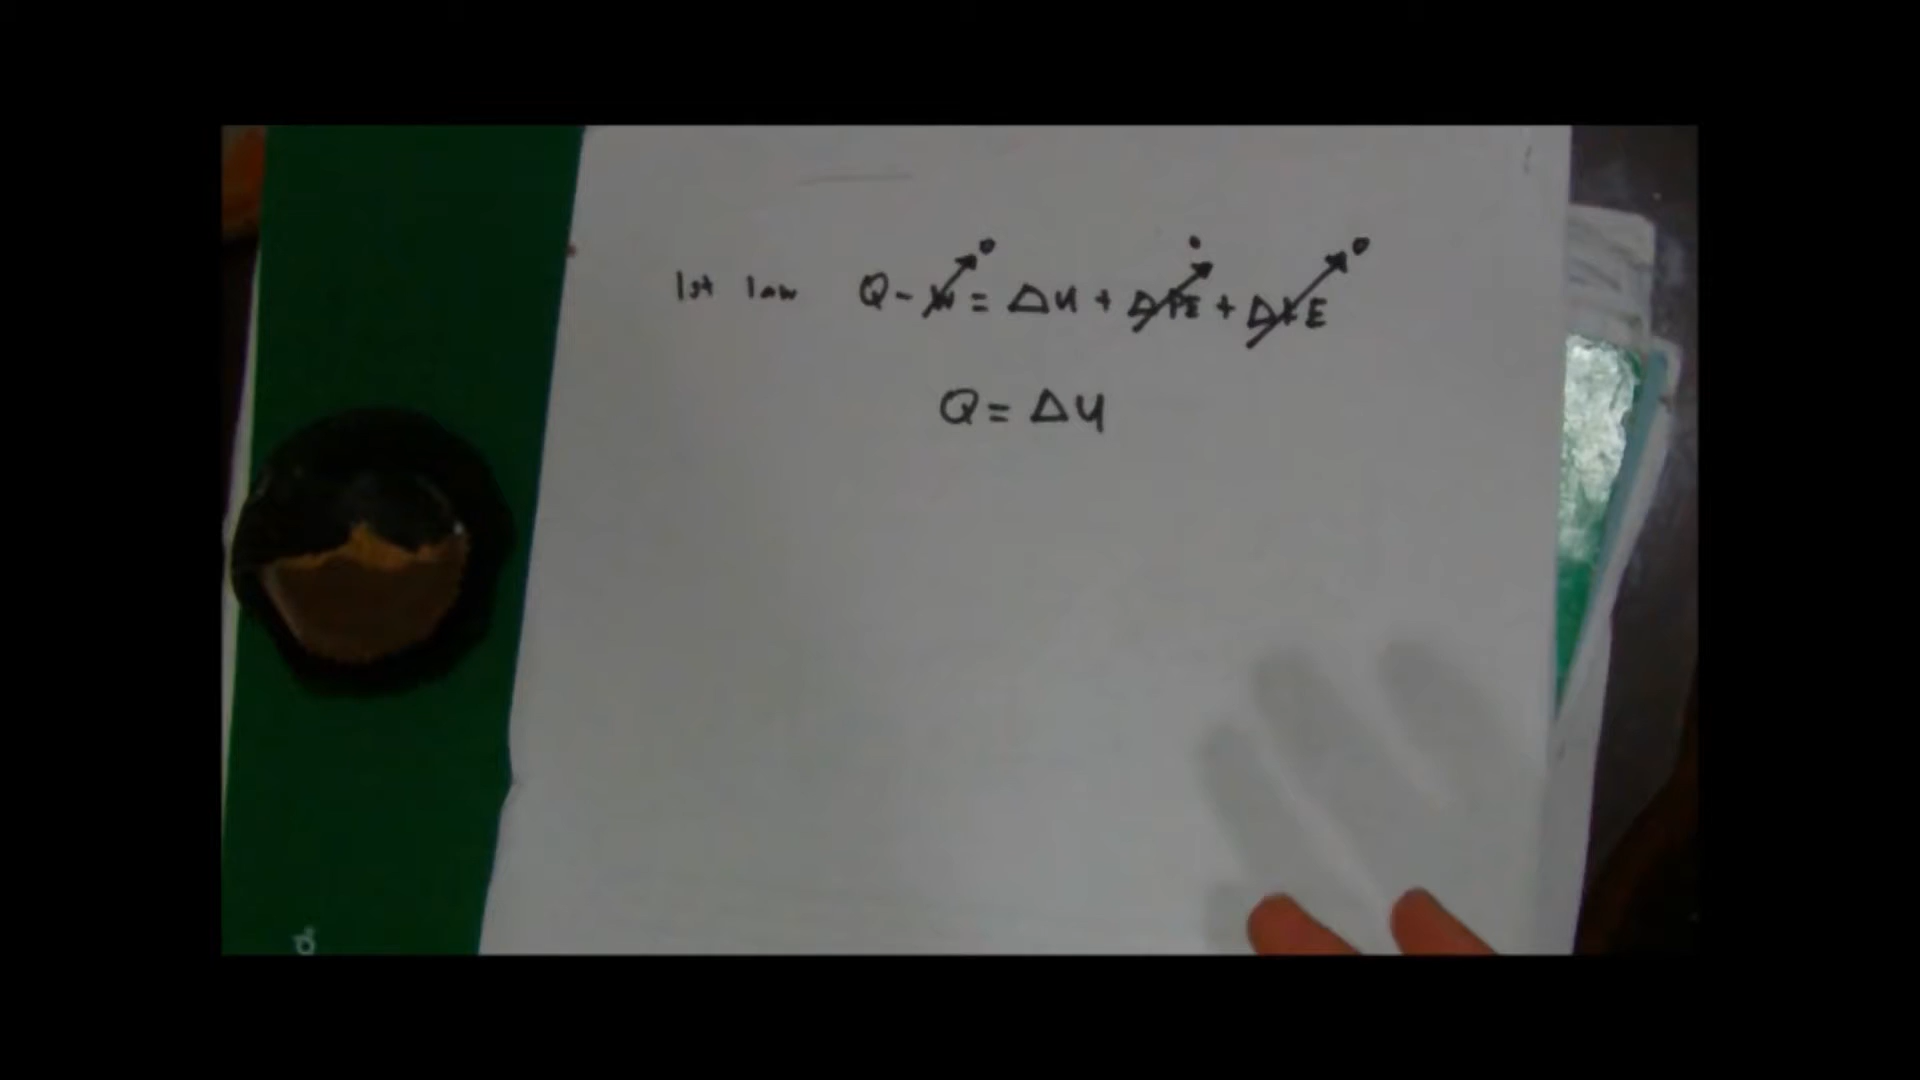 1st law Q - W = ΔU + ΔPE + ΔKE
Q = ΔU